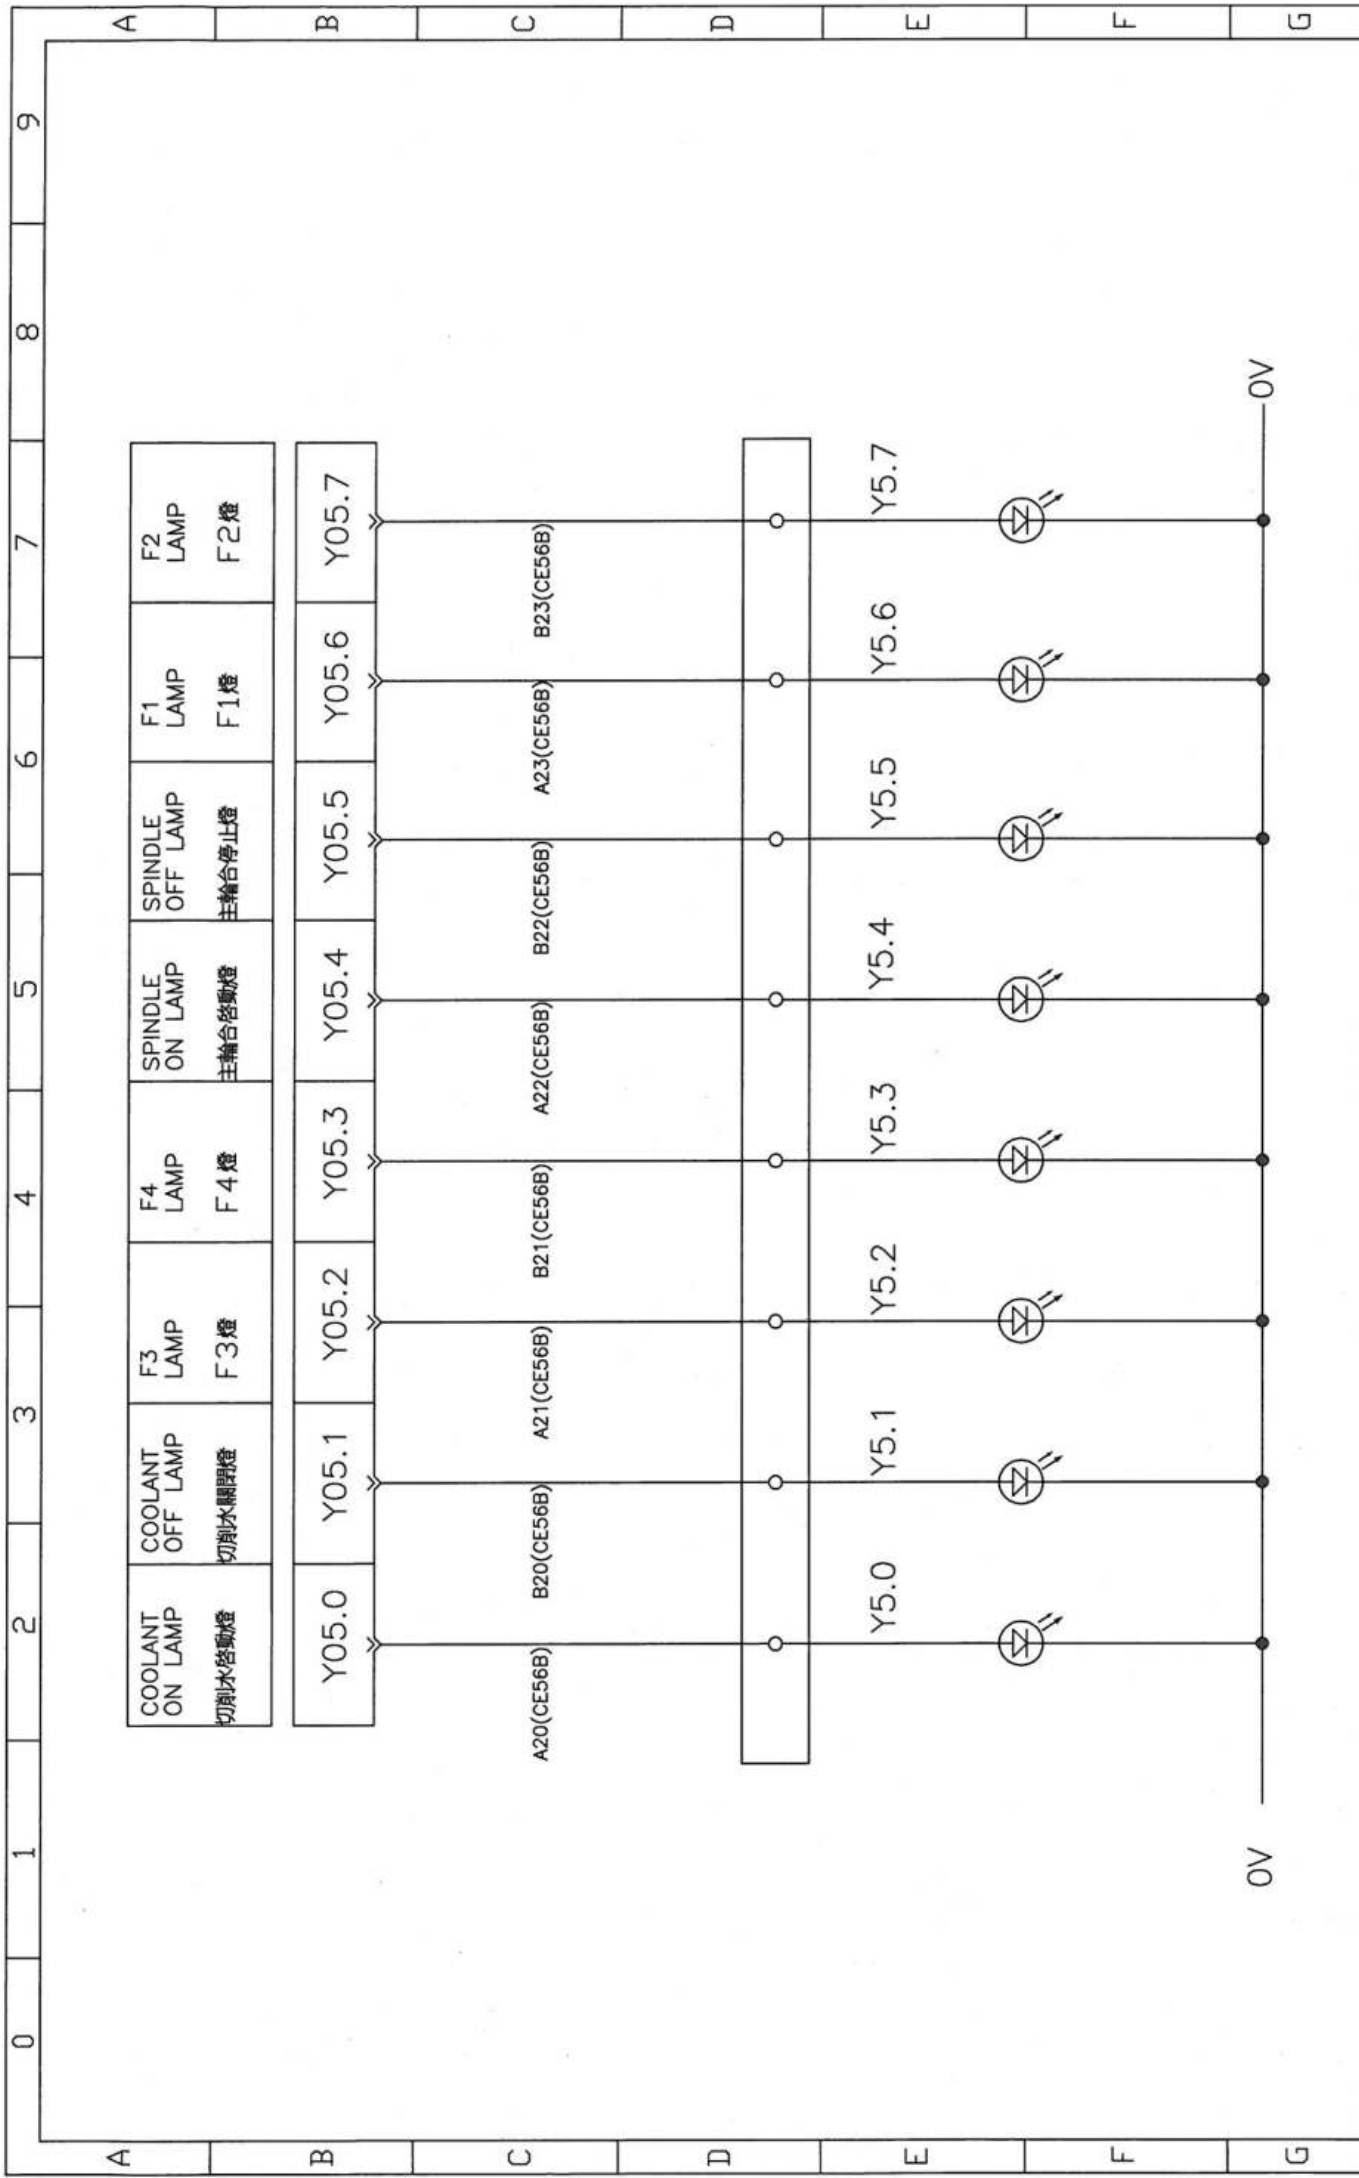 0 1 2 3 4 5 6 7 8 9
A
B
C
D
E
F
G
A
B
C
D
E
F
G
COOLANT
ON LAMP
切削水啓動燈
COOLANT
OFF LAMP
切削水關閉燈
F3
LAMP
F3燈
F4
LAMP
F4燈
SPINDLE
ON LAMP
主輪台啓動燈
SPINDLE
OFF LAMP
主輪台停止燈
F1
LAMP
F1燈
F2
LAMP
F2燈
Y05.0 Y05.1 Y05.2 Y05.3 Y05.4 Y05.5 Y05.6 Y05.7
A20(CE56B) B20(CE56B) A21(CE56B) B21(CE56B) A22(CE56B) B22(CE56B) A23(CE56B) B23(CE56B)
Y5.0 Y5.1 Y5.2 Y5.3 Y5.4 Y5.5 Y5.6 Y5.7
0V 0V